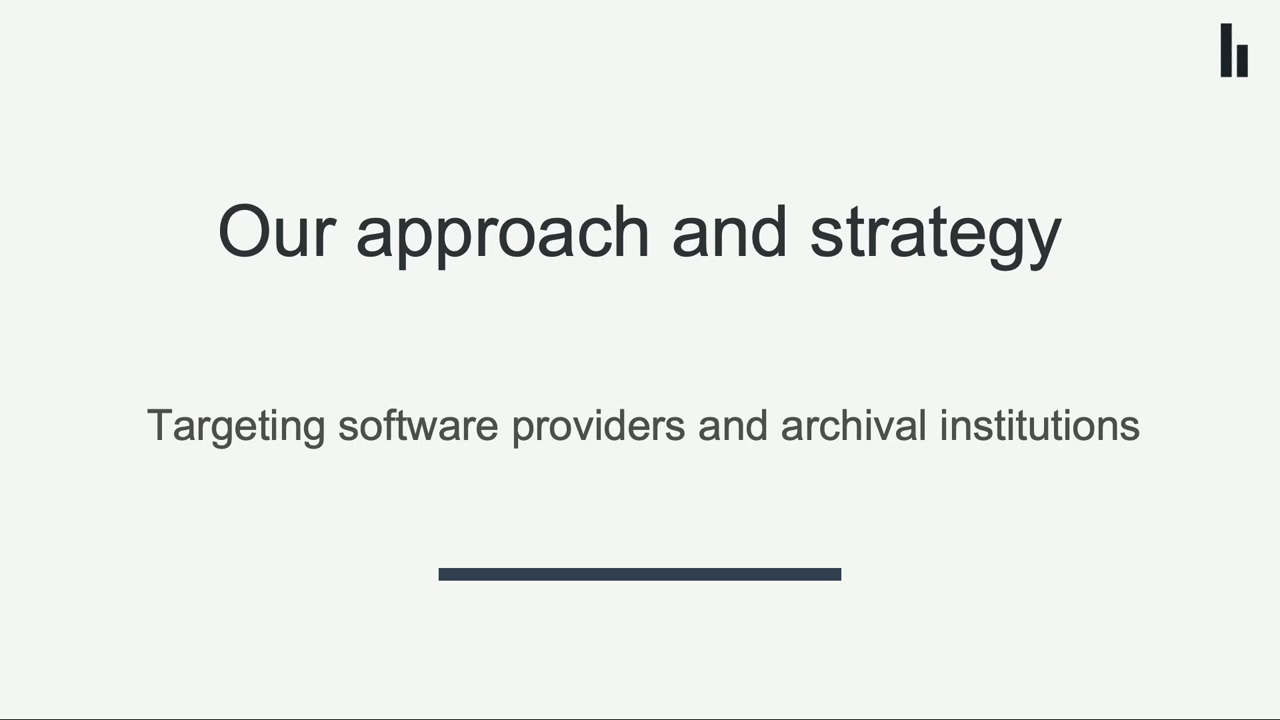 Our approach and strategy
Targeting software providers and archival institutions